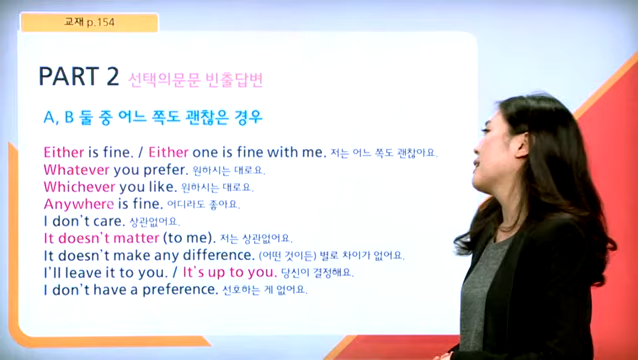 교재 p.154
PART 2 선택의문문 빈출답변
A, B 둘 중 어느 쪽도 괜찮은 경우
Either is fine. / Either one is fine with me. 저는 어느 쪽도 괜찮아요.
Whatever you prefer. 원하시는 대로요.
Whichever you like. 원하시는 대로요.
Anywhere is fine. 어디라도 좋아요.
I don't care. 상관없어요.
It doesn't matter (to me). 저는 상관없어요.
It doesn't make any difference. (어떤 것이든) 별로 차이가 없어요.
I'll leave it to you. / It's up to you. 당신이 결정해요.
I don't have a preference. 선호하는 게 없어요.